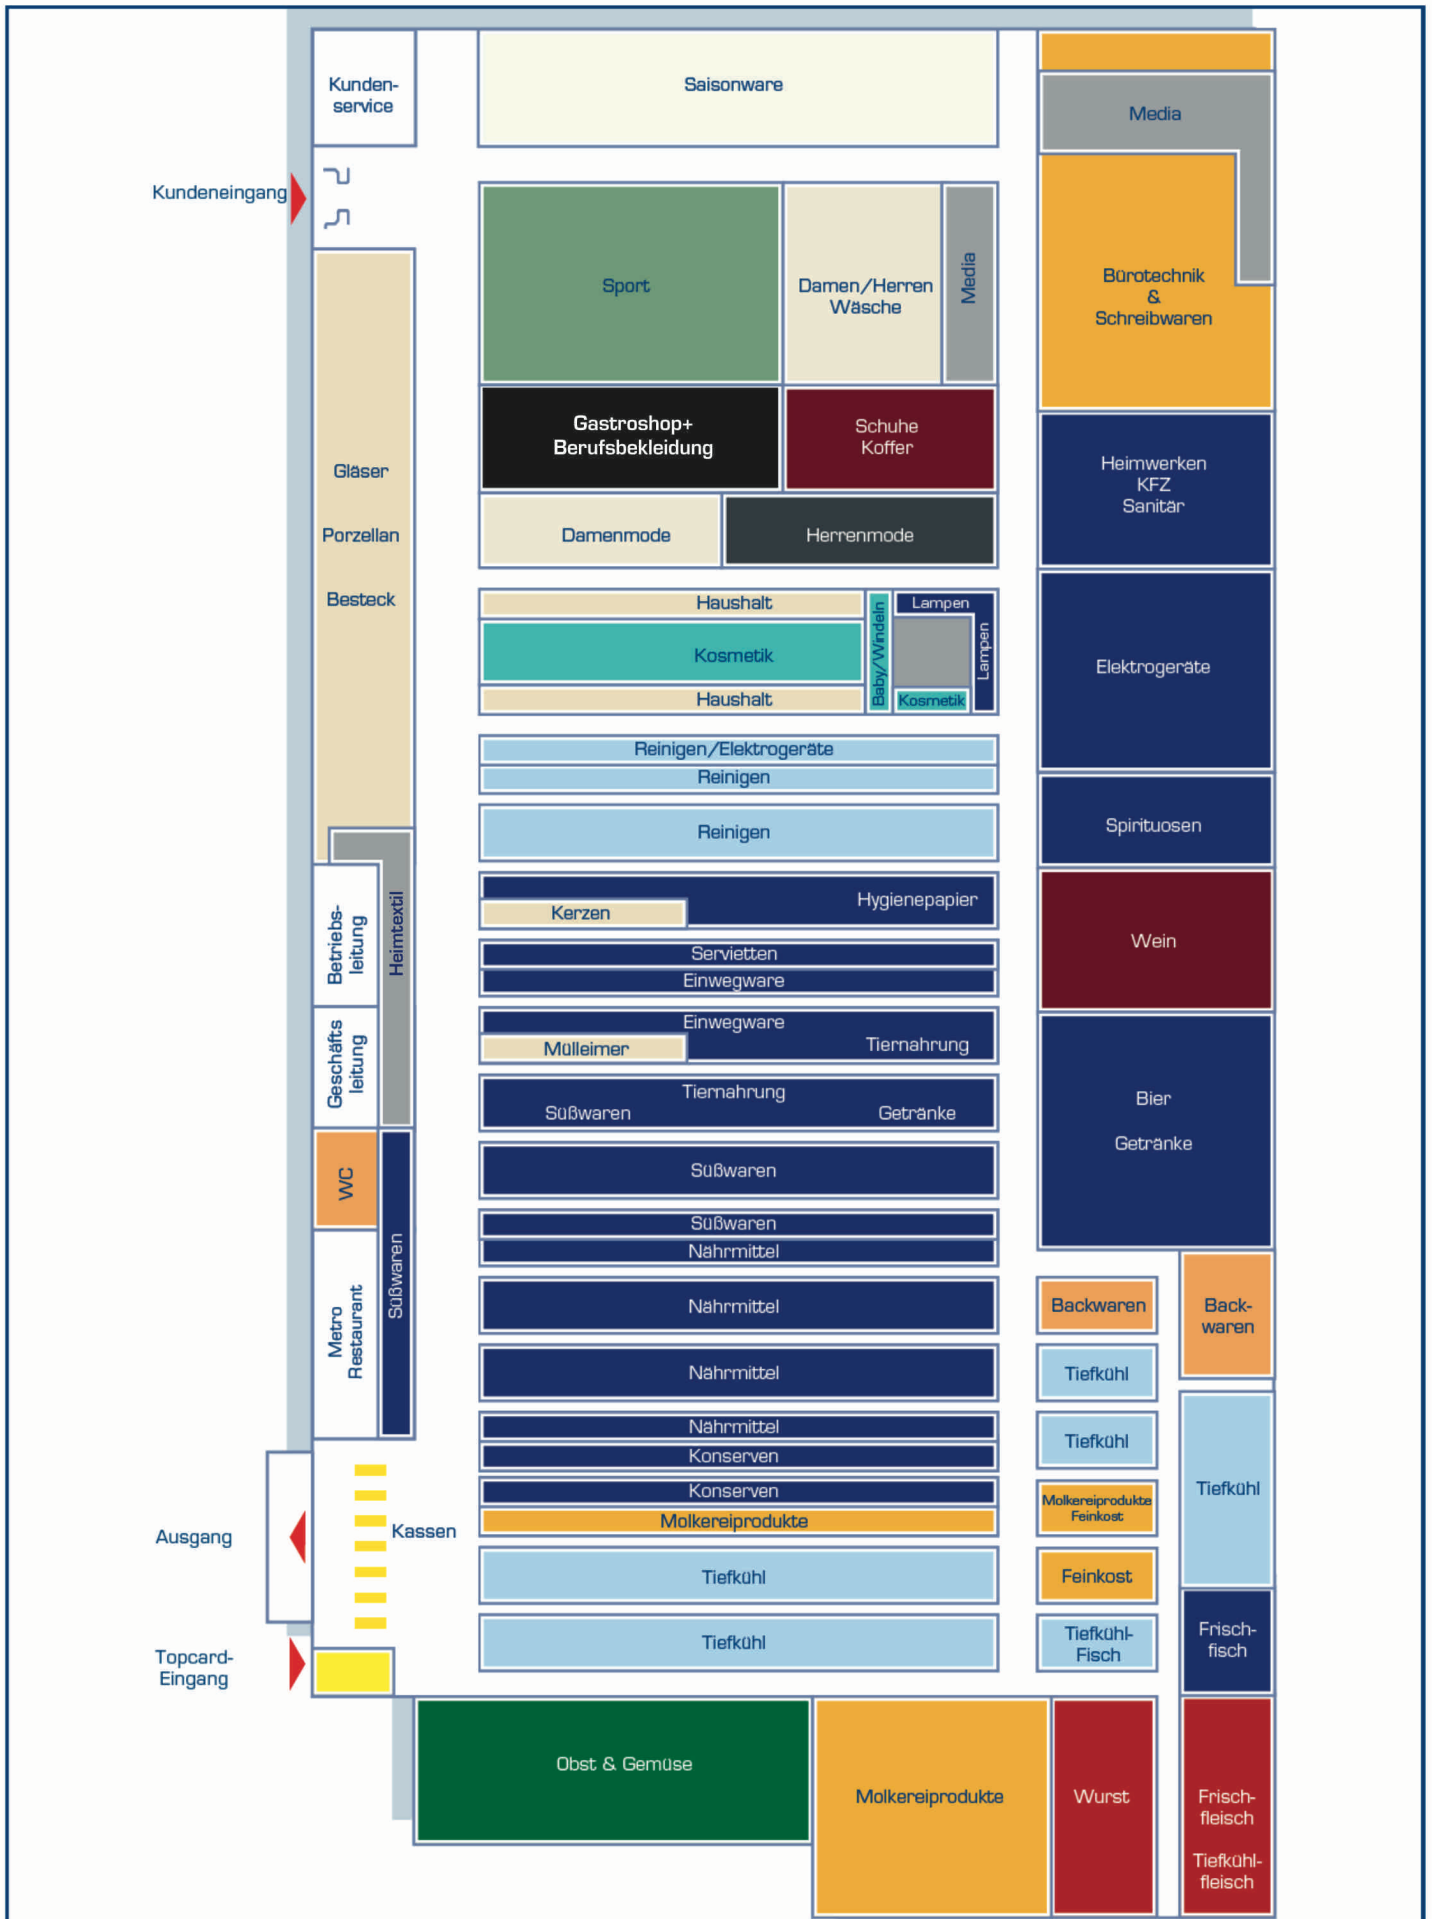 Kunden-
service
Saisonware
Media
Kundeneingang
Sport
Damen/Herren
Wäsche
Media
Bürotechnik
&
Schreibwaren
Gastroshop+
Berufsbekleidung
Schuhe
Koffer
Gläser
Porzellan
Besteck
Heimwerken
KFZ
Sanitär
Damenmode
Herrenmode
Haushalt
Kosmetik
Haushalt
Baby/Windeln
Lampen
Lampen
Kosmetik
Elektrogeräte
Reinigen/Elektrogeräte
Reinigen
Reinigen
Spirituosen
Betriebs-
leitung
Heimtextil
Hygienepapier
Kerzen
Wein
Servietten
Einwegware
Geschäfts
leitung
Einwegware
Mülleimer
Tiernahrung
Tiernahrung
Süßwaren
Getränke
Bier
Getränke
WC
Süßwaren
Süßwaren
Süßwaren
Nährmittel
Metro
Restaurant
Nährmittel
Backwaren
Back-
waren
Nährmittel
Tiefkühl
Nährmittel
Konserven
Tiefkühl
Tiefkühl
Konserven
Molkereiprodukte
Molkereiprodukte
Feinkost
Ausgang
Kassen
Tiefkühl
Feinkost
Tiefkühl
Tiefkühl-
Fisch
Frisch-
fisch
Topcard-
Eingang
Obst & Gemüse
Molkereiprodukte
Wurst
Frisch-
fleisch
Tiefkühl-
fleisch